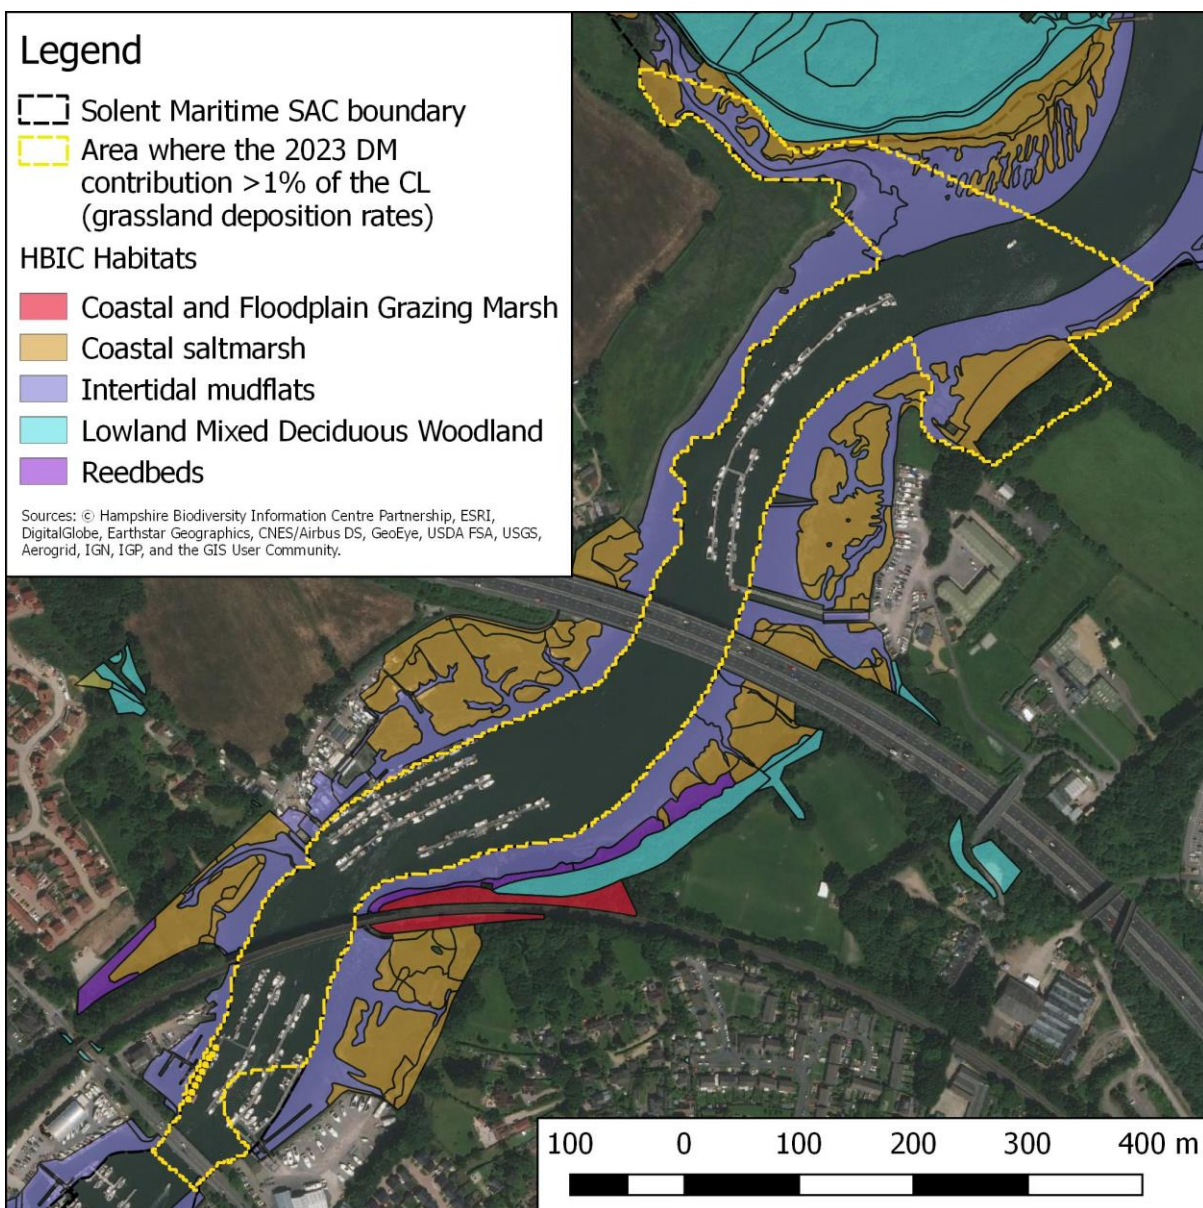 Legend
Solent Maritime SAC boundary
Area where the 2023 DM
contribution >1% of the CL
(grassland deposition rates)
HBIC Habitats
Coastal and Floodplain Grazing Marsh
Coastal saltmarsh
Intertidal mudflats
Lowland Mixed Deciduous Woodland
Reedbeds
Sources: © Hampshire Biodiversity Information Centre Partnership, ESRI,
DigitalGlobe, Earthstar Geographics, CNES/Airbus DS, GeoEye, USDA FSA, USGS,
Aerogrid, IGN, IGP, and the GIS User Community.
100 0 100 200 300 400 m